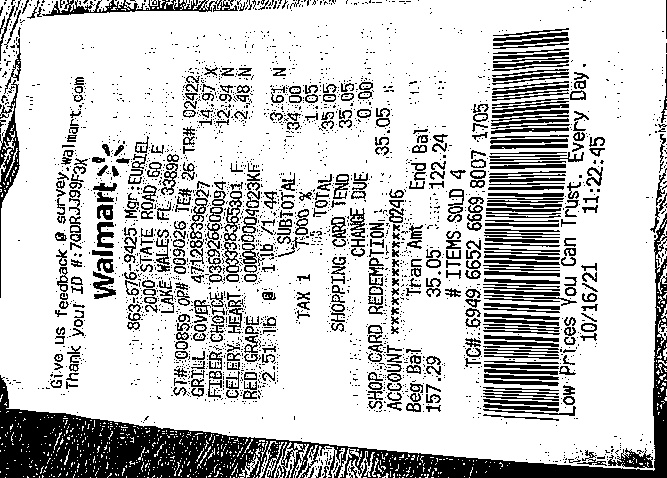 Give us feedback @ survey.walmart.com
Thank you! ID #:7QDRJJ99F3X
Walmart
863-676-9425 Mgr:EURIEL
2000 STATE ROAD 60 E
LAKE WALES FL 33898
ST# 00859 OP# 009026 TE# 26 TR# 02422
GRILL COVER 471288396027 14.97 X
FIBER CHOICE 036926600094 12.94 N
CELERY HEART 003338365301 F 2.48 N
RED GRAPE 000000004023KF
2.51 lb @ 1 lb /1.44 3.61 N
SUBTOTAL 34.00
TAX 1 7.000 % 1.05
TOTAL 35.05
SHOPPING CARD TEND 35.05
CHANGE DUE 0.00
SHOP CARD REDEMPTION 35.05
ACCOUNT ************0246
Beg Bal Tran Amt End Bal
157.29 35.05 122.24
# ITEMS SOLD 4
TC# 6949 6652 6669 8007 1705
Low Prices You Can Trust. Every Day.
10/16/21 11:22:45